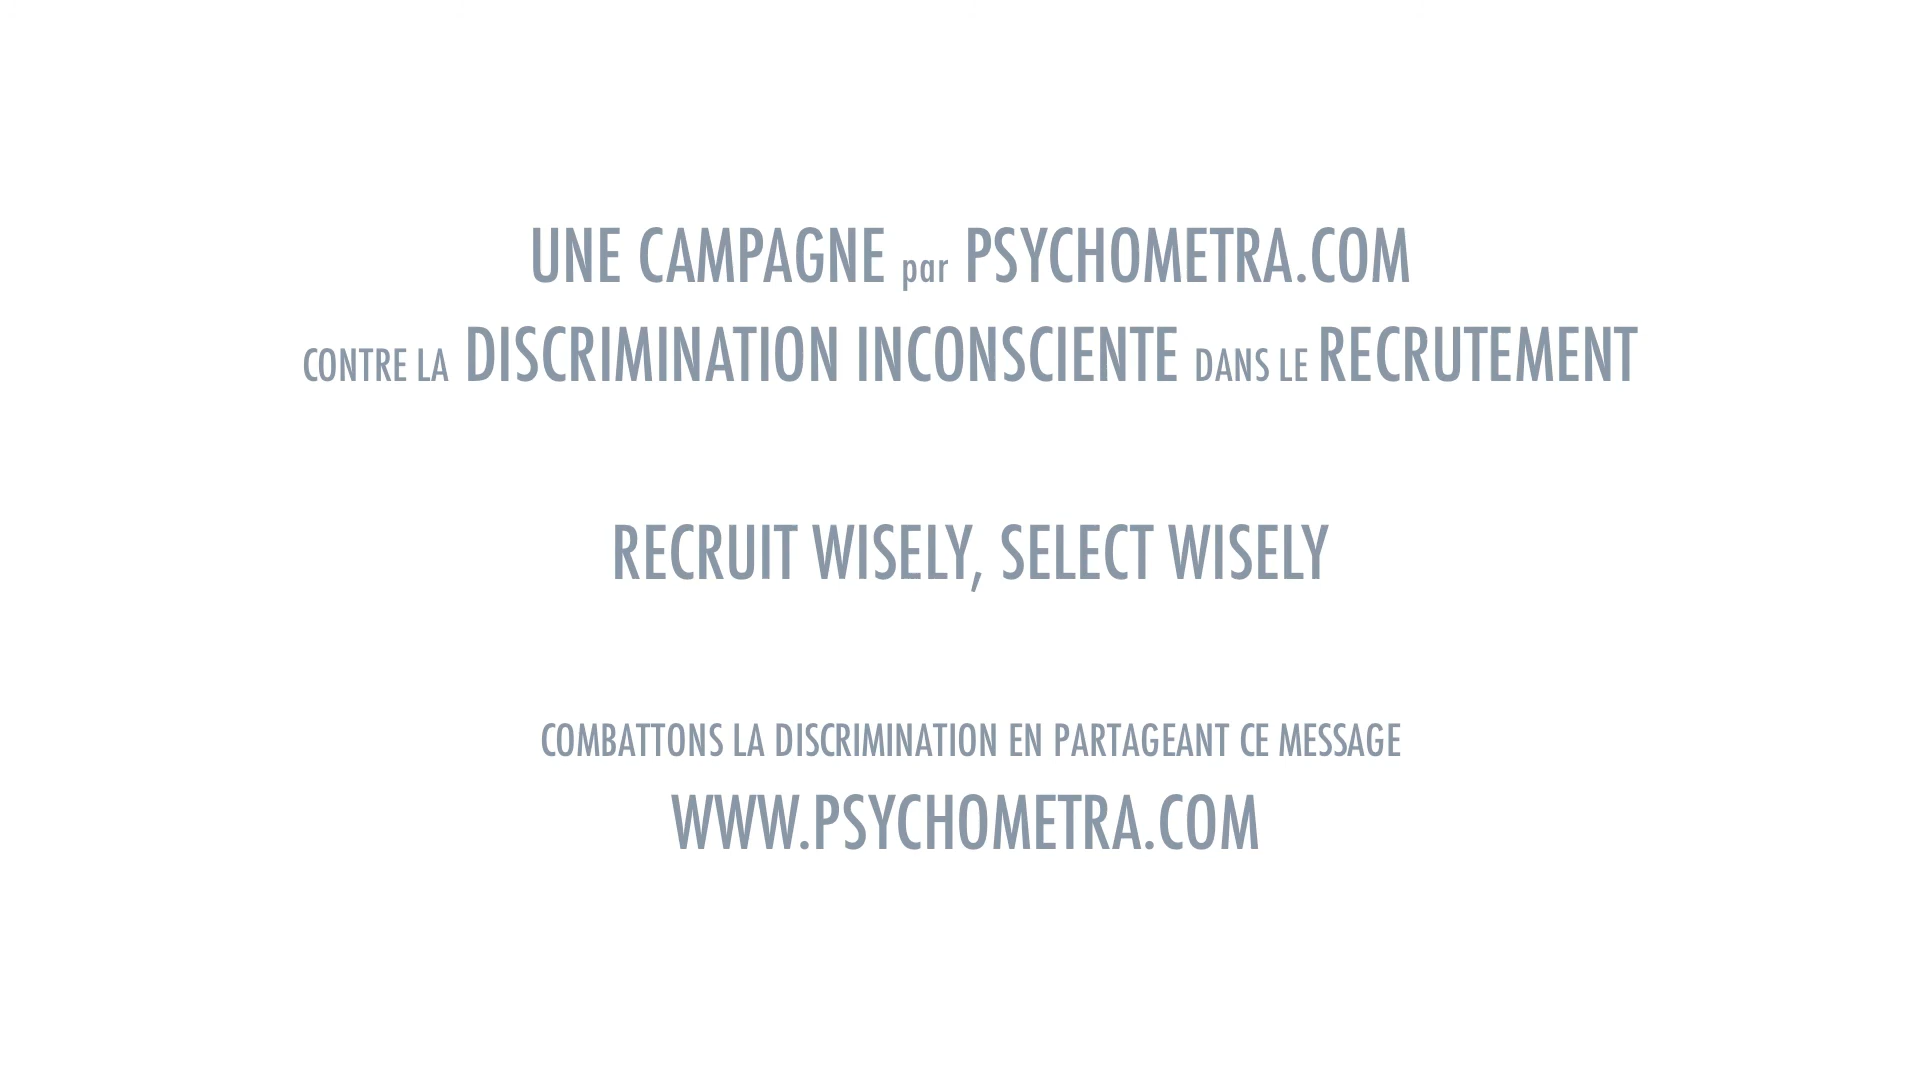 UNE CAMPAGNE par PSYCHOMETRA.COM
CONTRE LA DISCRIMINATION INCONSCIENTE DANS LE RECRUTEMENT
RECRUIT WISELY, SELECT WISELY
COMBATTONS LA DISCRIMINATION EN PARTAGEANT CE MESSAGE
WWW.PSYCHOMETRA.COM